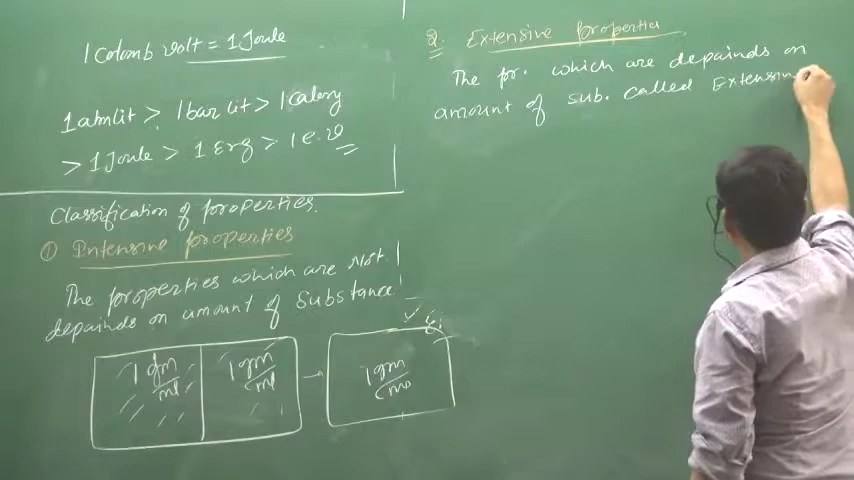 1 Colomb volt = 1 Joule
1 atm lit > 1 bar lit > 1 Calory
> 1 Joule > 1 Erg > 1 e.v
Classification of properties.
① Intensive properties
The properties which are Not
depainds on amount of Substance
1 gm/ml 1 gm/ml → 1 gm
2. Extensive Properties
The pr. which are depainds on
amount of sub. called Extensin